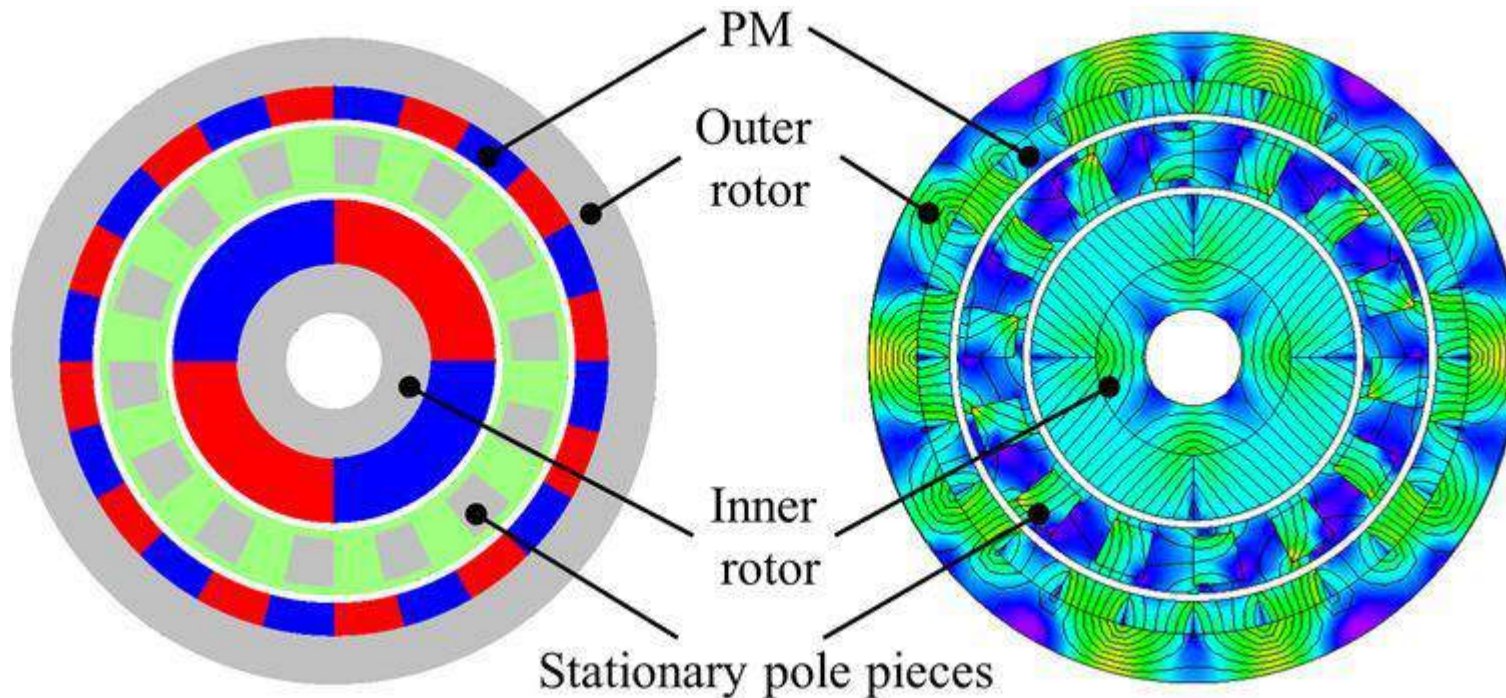 PM
Outer
rotor
Inner
rotor
Stationary pole pieces